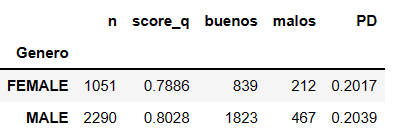 n score_q buenos malos PD
Genero
FEMALE 1051 0.7886 839 212 0.2017
MALE 2290 0.8028 1823 467 0.2039